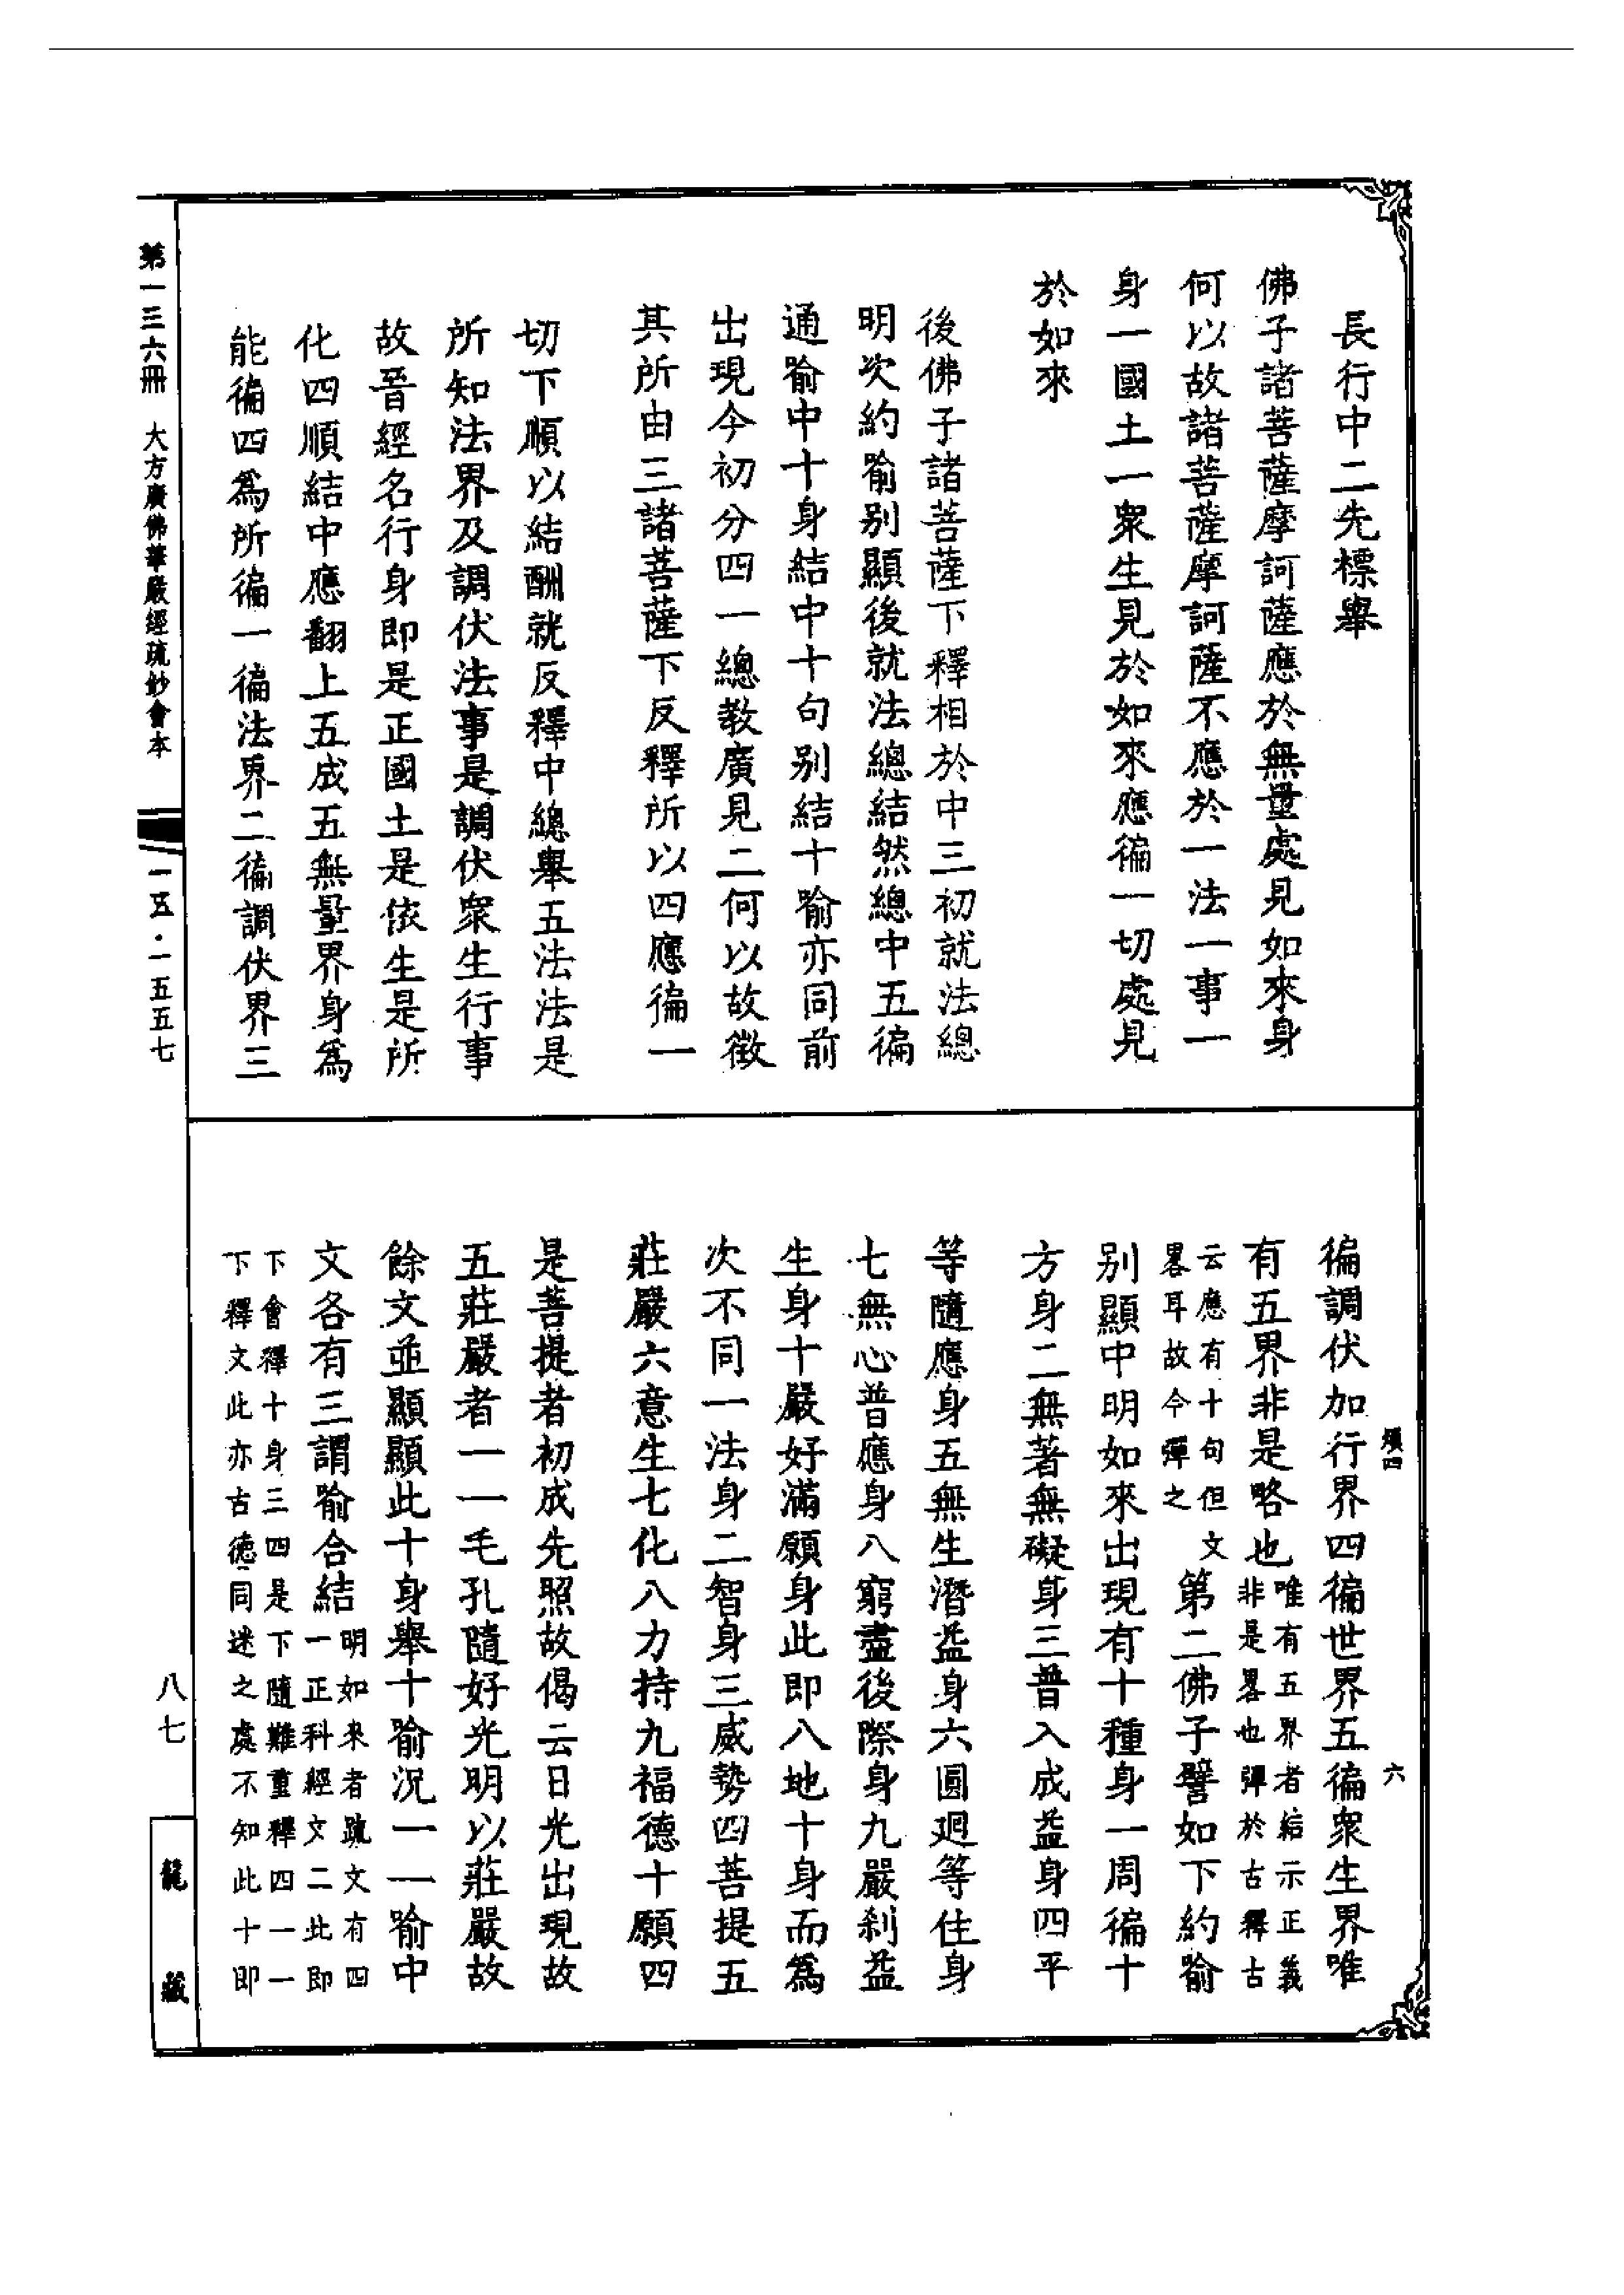 長行中二先標舉
佛子諸菩薩摩訶薩應於無量處見如來身
何以故諸菩薩摩訶薩不應於一法一事一
身一國土一衆生見於如來應徧一切處見
於如來
後佛子諸菩薩下釋相於中三初就法總
明次約喻别顯後就法總結然總中五徧
通喻中十身結中十句别結十喻亦同前
出現今初分四一總教廣見二何以故徵
其所由三諸菩薩下反釋所以四應徧一
切下順以結酬就反釋中總舉五法法是
所知法界及調伏法事是調伏衆生行事
故晉經名行身即是正國土是依生是所
化四順結中應翻上五成五無量界身爲
能徧四爲所徧一徧法界二徧調伏界三
徧調伏加行界四徧世界五徧衆生界唯
有五界非是略也唯有五界者結示正義
非是畧也彈於古釋古
云應有十句但文
畧耳故今彈之第二佛子譬如下約喻
别顯中明如來出現有十種身一周徧十
方身二無著無礙身三普入成益身四平
等隨應身五無生潛益身六圓迴等住身
七無心普應身八窮盡後際身九嚴剎益
生身十嚴好滿願身此即八地十身而爲
次不同一法身二智身三威勢四菩提五
莊嚴六意生七化八力持九福德十願四
是菩提者初成先照故偈云日光出現故
五莊嚴者一一毛孔隨好光明以莊嚴故
餘文並顯顯此十身舉十喻況一一喻中
文各有三謂喻合結明如來者疏文有四
一正科經文二此即
下會釋十身三四是下隨難重釋四一一
下釋文此亦古德同迷之處不知此十即
須四
六
第一三六冊
大方廣佛華嚴經疏鈔會本
一五・一五五七
八七
龍藏